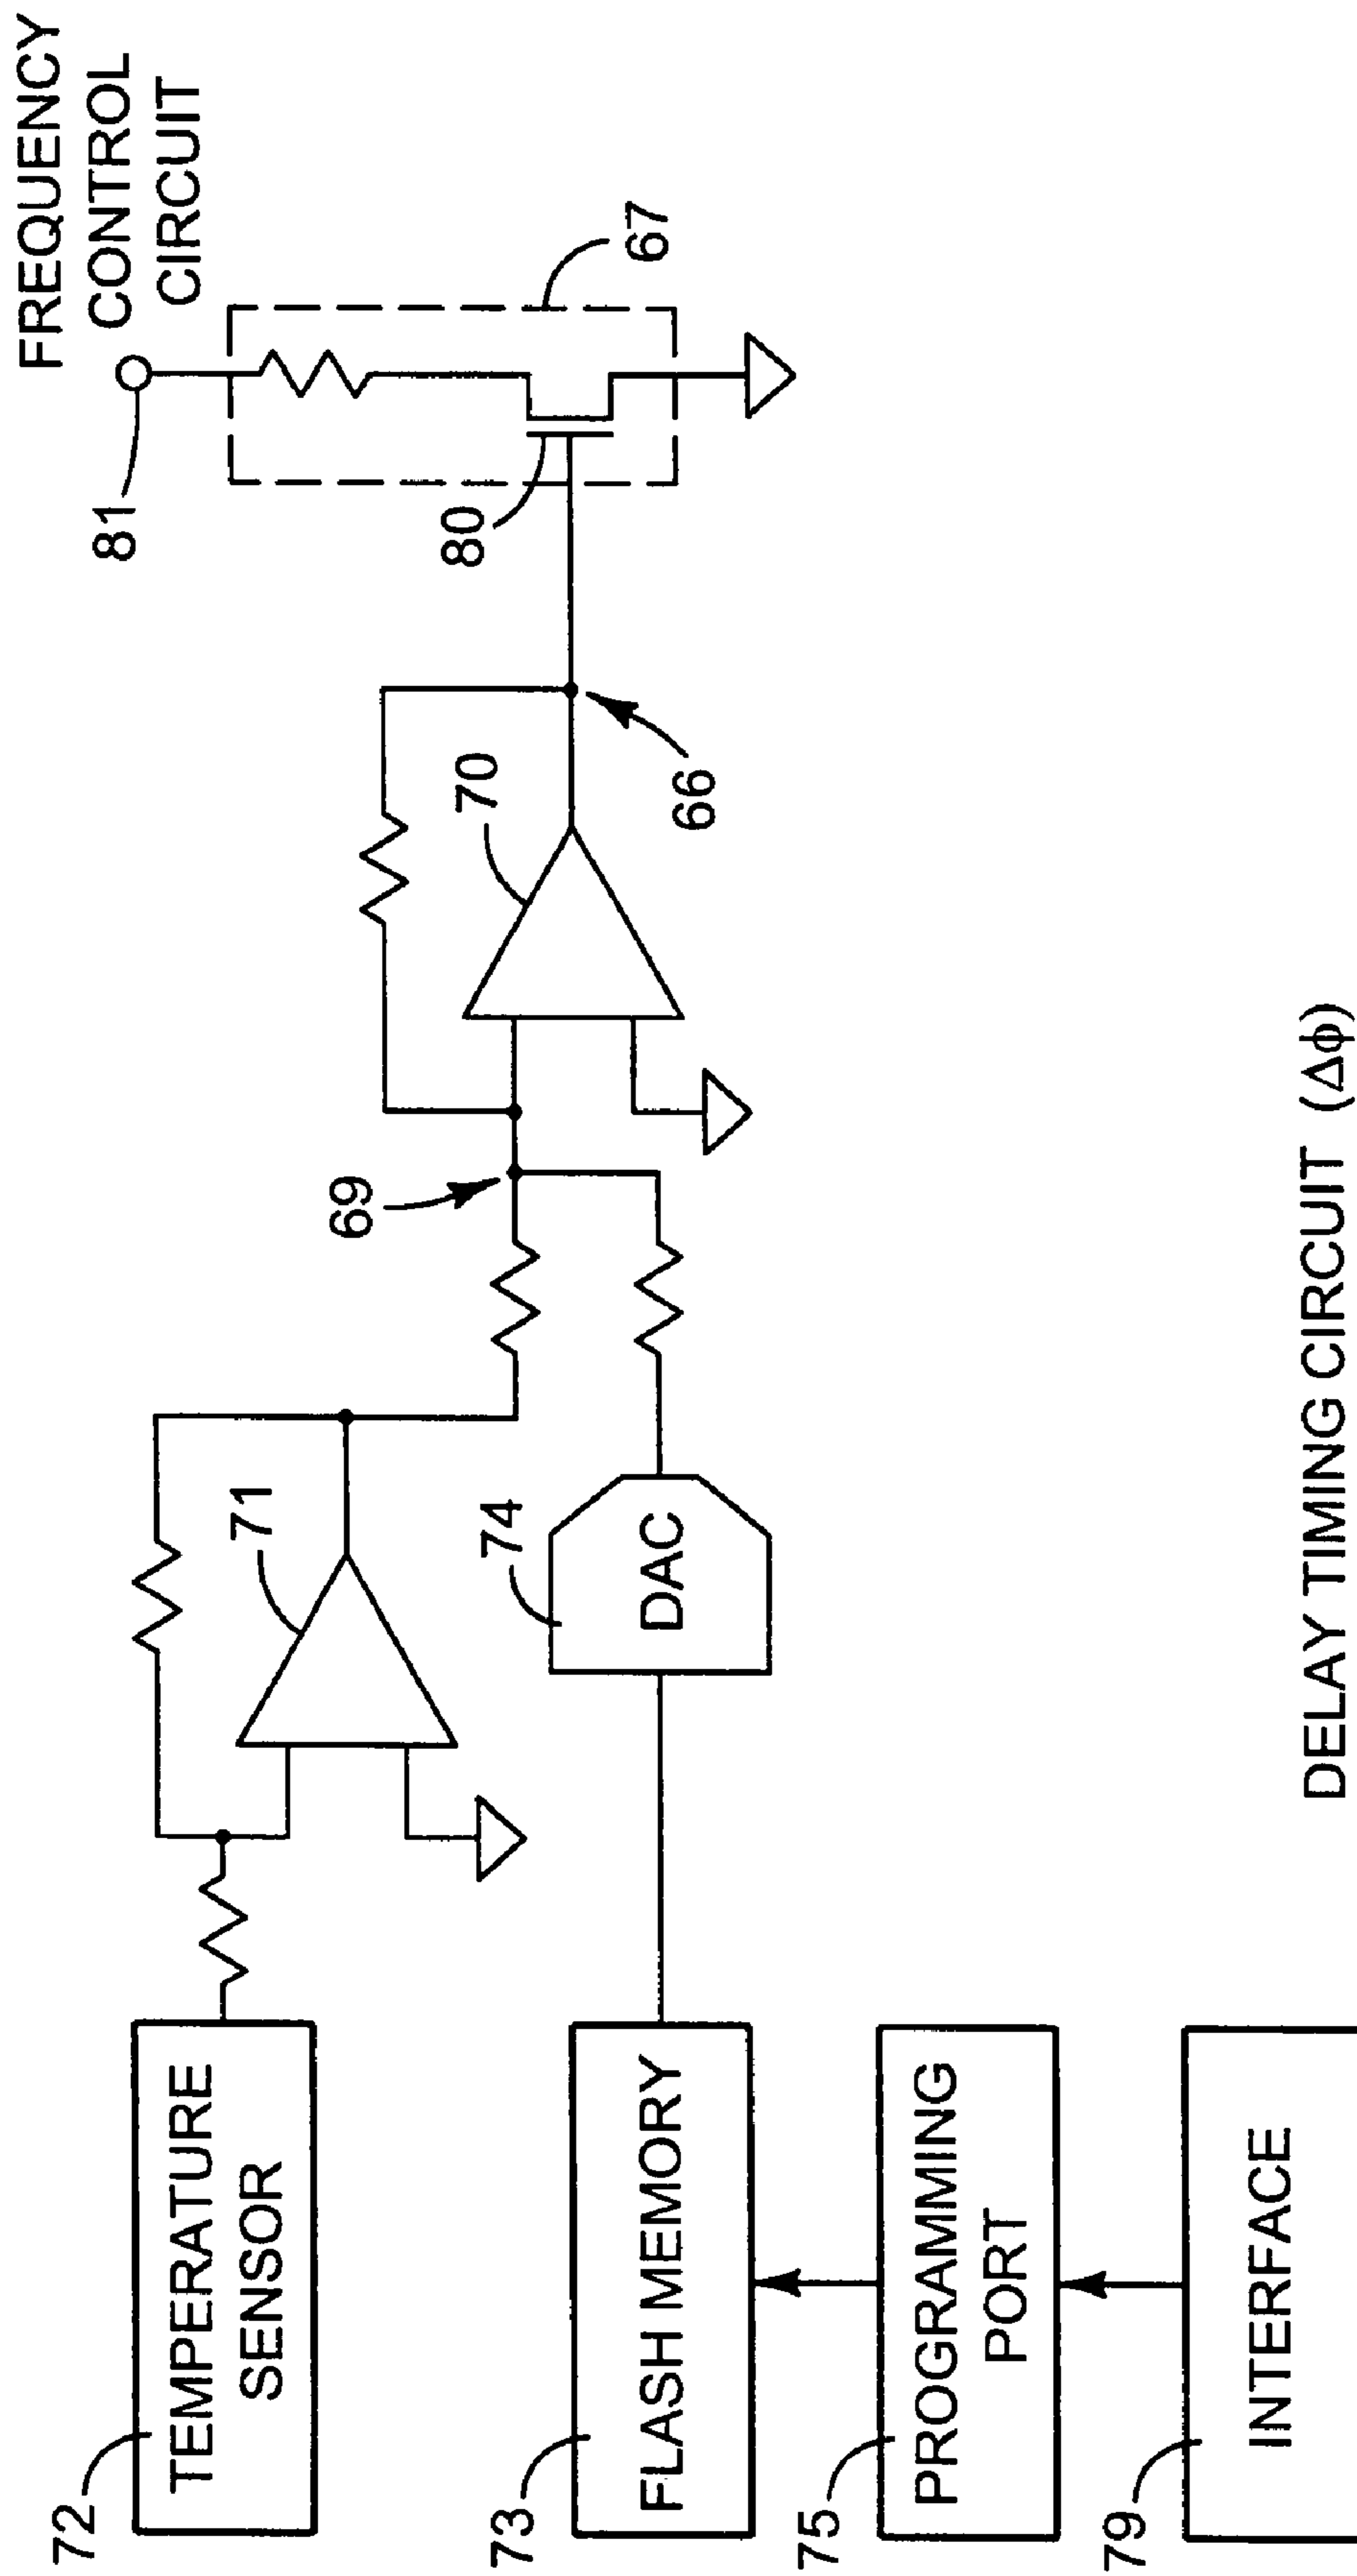 FREQUENCY
CONTROL
CIRCUIT
81
67
80
70
66
69
71
74
DAC
72
TEMPERATURE
SENSOR
73
FLASH MEMORY
75
PROGRAMMING
PORT
79
INTERFACE
DELAY TIMING CIRCUIT (Δϕ)